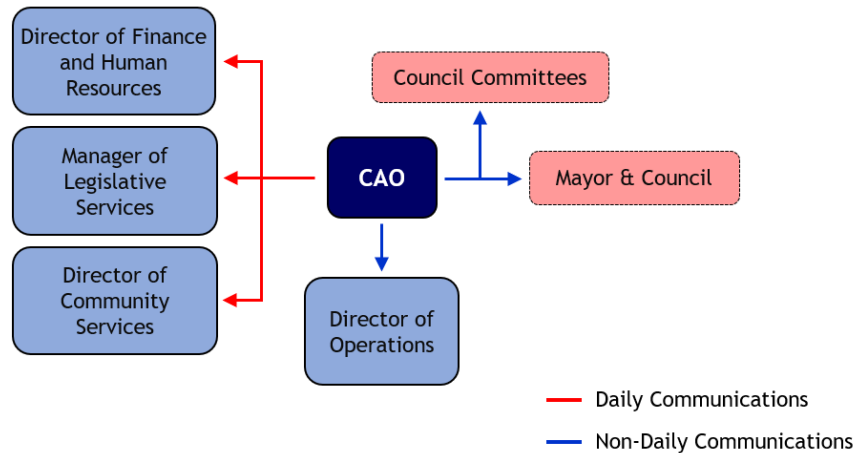 Director of Finance
and Human
Resources
Council Committees
Manager of
Legislative
Services
CAO
Mayor & Council
Director of
Community
Services
Director of
Operations
Daily Communications
Non-Daily Communications